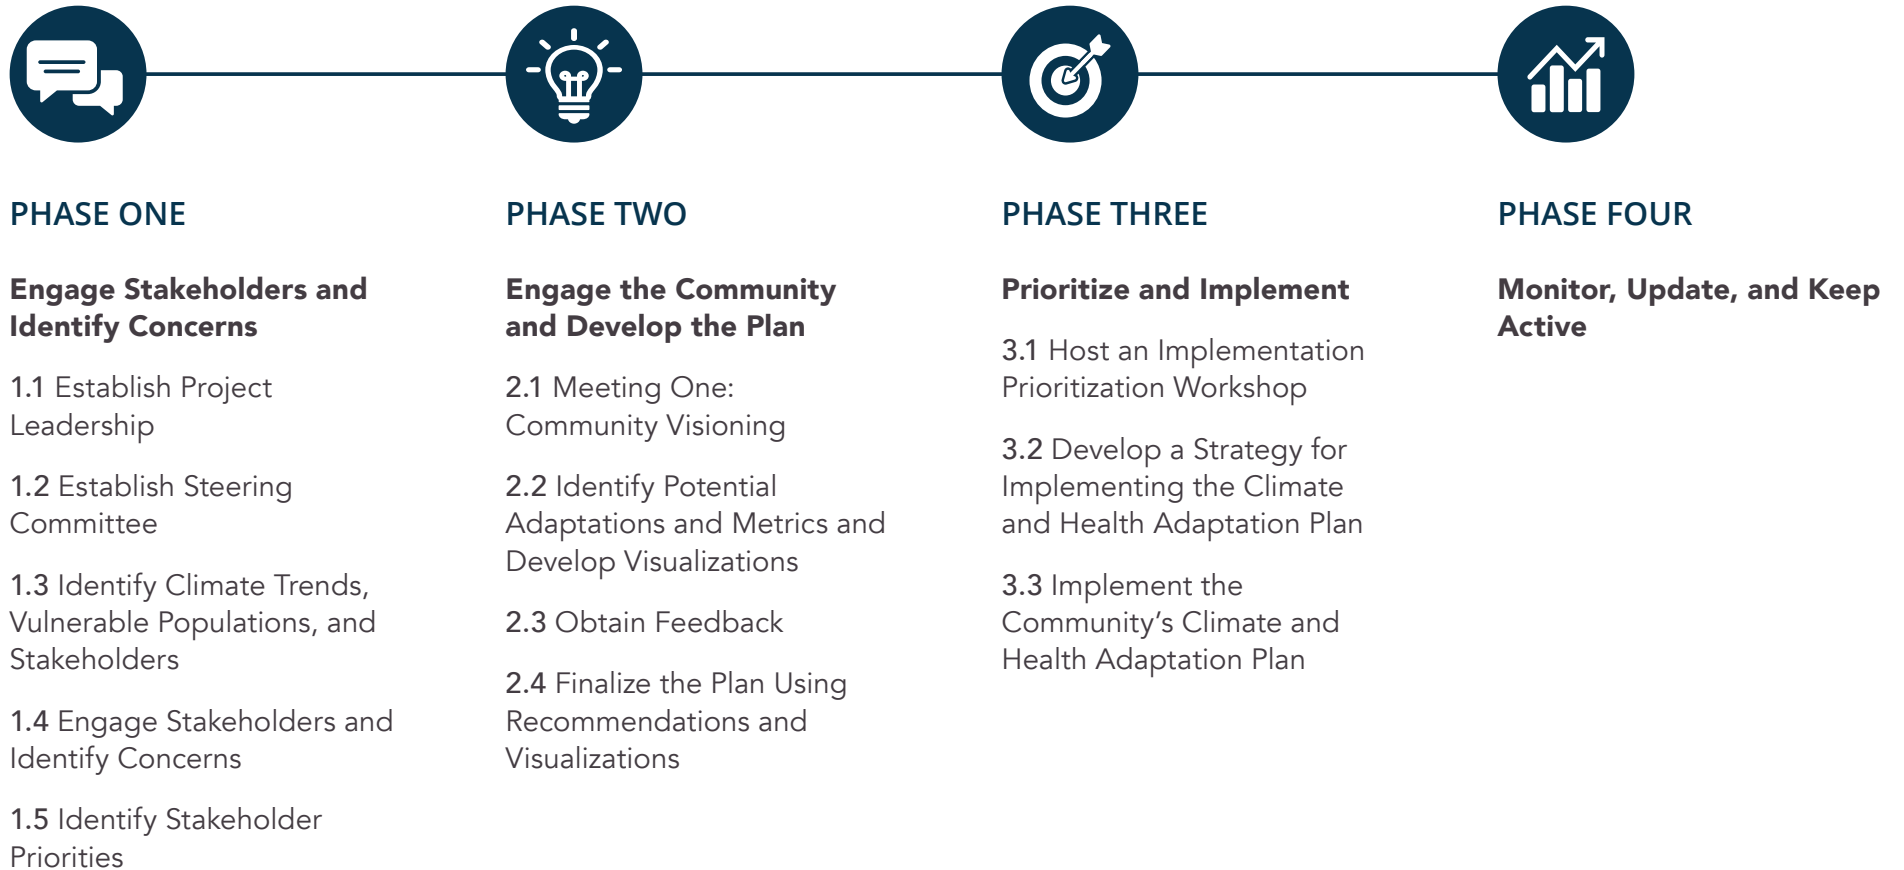 PHASE ONE
Engage Stakeholders and
Identify Concerns
1.1 Establish Project
Leadership
1.2 Establish Steering
Committee
1.3 Identify Climate Trends,
Vulnerable Populations, and
Stakeholders
1.4 Engage Stakeholders and
Identify Concerns
1.5 Identify Stakeholder
Priorities
PHASE TWO
Engage the Community
and Develop the Plan
2.1 Meeting One:
Community Visioning
2.2 Identify Potential
Adaptations and Metrics and
Develop Visualizations
2.3 Obtain Feedback
2.4 Finalize the Plan Using
Recommendations and
Visualizations
PHASE THREE
Prioritize and Implement
3.1 Host an Implementation
Prioritization Workshop
3.2 Develop a Strategy for
Implementing the Climate
and Health Adaptation Plan
3.3 Implement the
Community’s Climate and
Health Adaptation Plan
PHASE FOUR
Monitor, Update, and Keep
Active